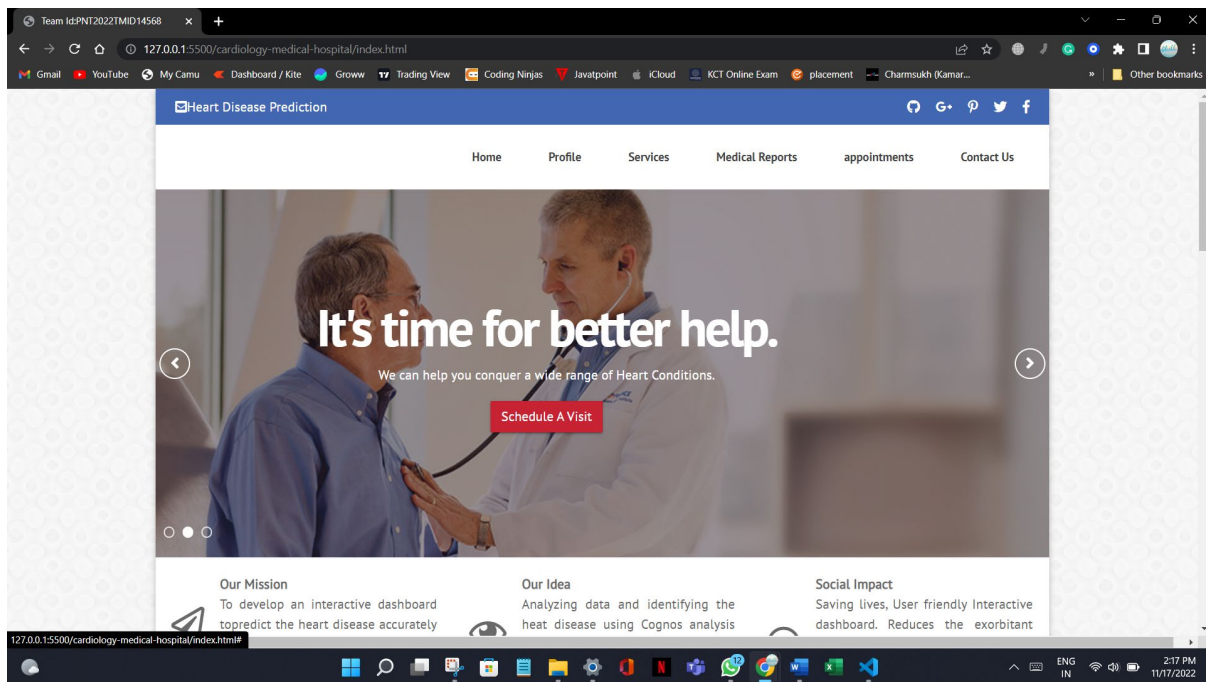 Team Id:PNT2022TMID14568
127.0.0.1:5500/cardiology-medical-hospital/index.html
Gmail YouTube My Camu Dashboard / Kite Groww Trading View Coding Ninjas Javatpoint iCloud KCT Online Exam placement Charmsukh (Kamar... » Other bookmarks
Heart Disease Prediction
Home Profile Services Medical Reports appointments Contact Us
It's time for better help.
We can help you conquer a wide range of Heart Conditions.
Schedule A Visit
Our Mission Our Idea Social Impact
To develop an interactive dashboard Analyzing data and identifying the Saving lives, User friendly Interactive
topredict the heart disease accurately heat disease using Cognos analysis dashboard. Reduces the exorbitant
127.0.0.1:5500/cardiology-medical-hospital/index.html#
12
ENG 2:17 PM
IN 11/17/2022